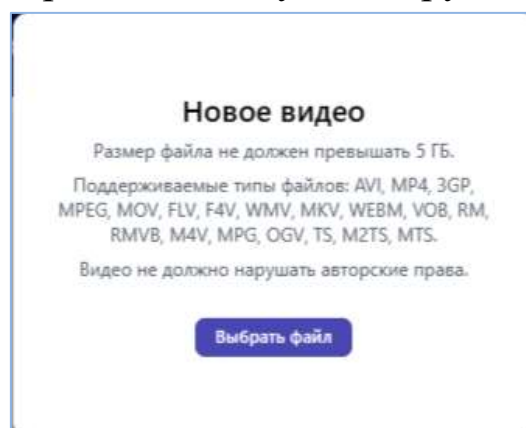 Новое видео
Размер файла не должен превышать 5 ГБ.
Поддерживаемые типы файлов: AVI, MP4, 3GP,
MPEG, MOV, FLV, F4V, WMV, MKV, WEBM, VOB, RM,
RMVB, M4V, MPG, OGV, TS, M2TS, MTS.
Видео не должно нарушать авторские права.
Выбрать файл